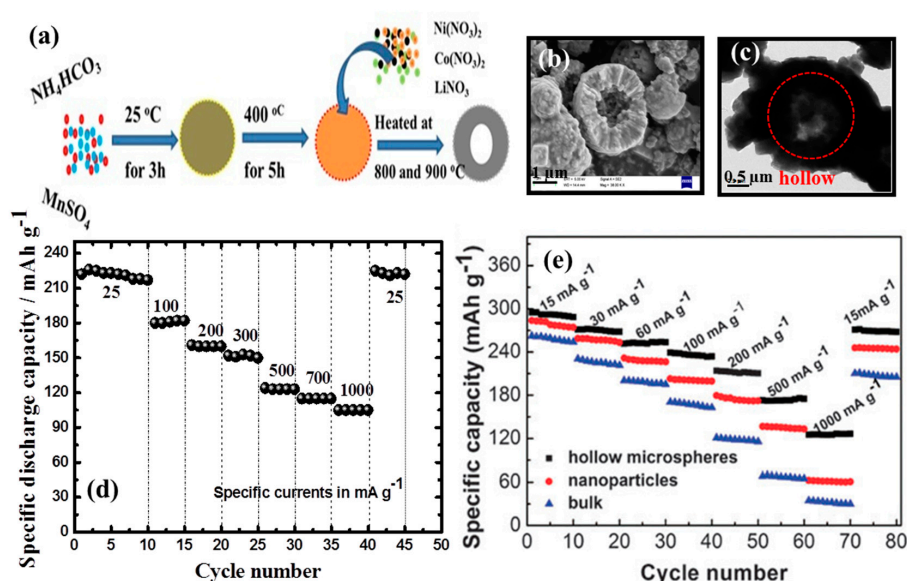 (a)
NH4HCO3
MnSO4
25 ⁰C
for 3h
400 ⁰C
for 5h
Ni(NO3)2
Co(NO3)2
LiNO3
Heated at
800 and 900 ⁰C
(b)
1 μm
(c)
hollow
0.5 μm
Specific discharge capacity / mAh g-1
240
210
180
150
120
90
60
30
0
25
100
200
300
500
700
1000
25
(d)
Specific currents in mA g-1
0 5 10 15 20 25 30 35 40 45 50
Cycle number
(e)
Specific capacity (mAh g-1)
360
300
240
180
120
60
0
15 mA g-1
30 mA g-1
60 mA g-1
100 mA g-1
200 mA g-1
500 mA g-1
1000 mA g-1
15mA g-1
hollow microspheres
nanoparticles
bulk
0 10 20 30 40 50 60 70 80
Cycle number